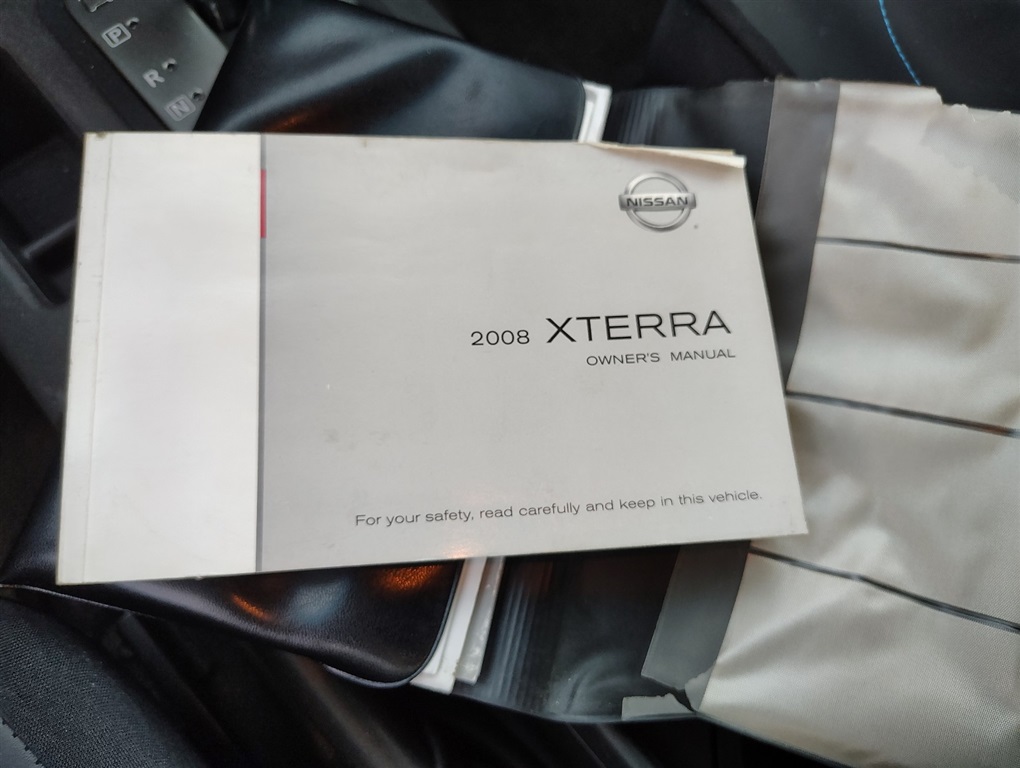 P
R
N
NISSAN
2008 XTERRA
OWNER'S MANUAL
For your safety, read carefully and keep in this vehicle.